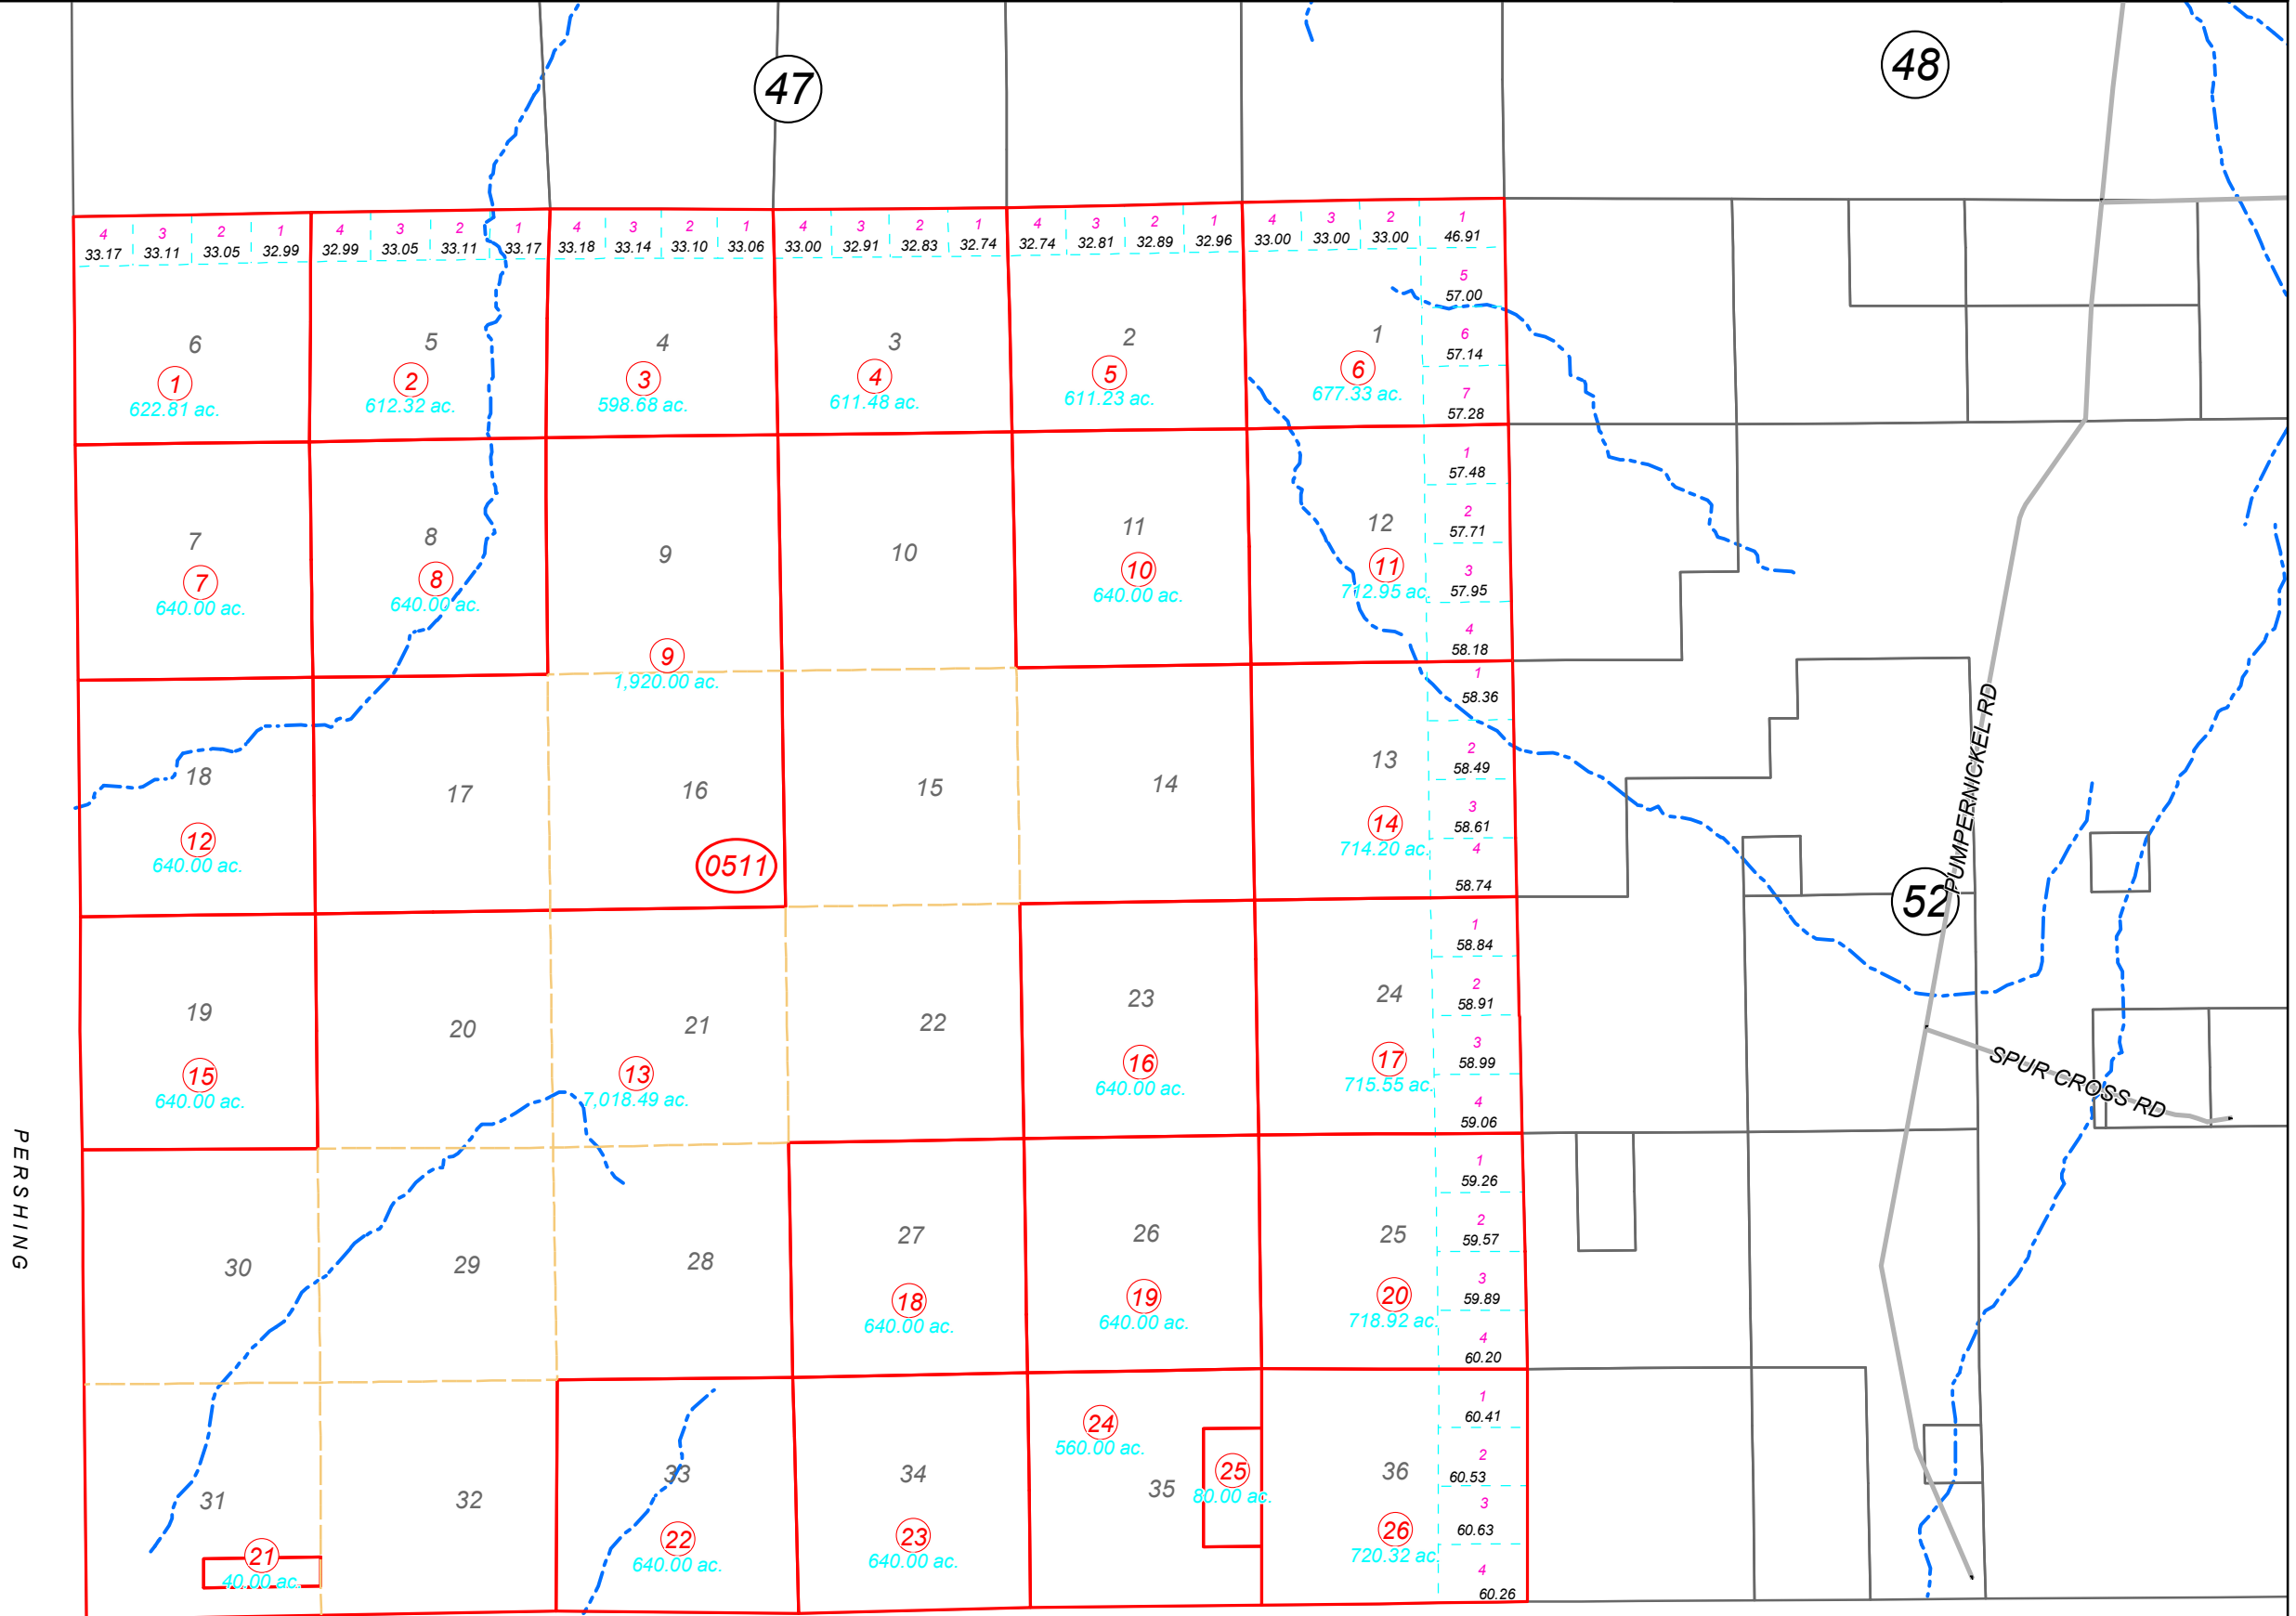 47
48
4 3 2 1 4 3 2 1 4 3 2 1 4 3 2 1 4 3 2 1 4 3 2 1
33.17 33.11 33.05 32.99 32.99 33.05 33.11 33.17 33.18 33.14 33.10 33.06 33.00 32.91 32.83 32.74 32.74 32.81 32.89 32.96 33.00 33.00 33.00 46.91
5
57.00
6 5 4 3 2 1 6
57.14
1 2 3 4 5 6
622.81 ac. 612.32 ac. 598.68 ac. 611.48 ac. 611.23 ac. 677.33 ac.
7
57.28
1
57.48
7 8 9 10 11 12 2
57.71
7 8 10 11 3
640.00 ac. 640.00 ac. 640.00 ac. 712.95 ac. 57.95
4
58.18
9
1,920.00 ac.
1
58.36
18 17 16 15 14 13 2
58.49
PUMPERNICKEL RD
3
58.61
12 14
640.00 ac. 714.20 ac.
0511
4
58.74
52
1
58.84
19 20 21 22 23 24 2
58.91
3
58.99
SPUR CROSS RD
15 13 16 17
640.00 ac. 7,018.49 ac. 640.00 ac. 715.55 ac.
4
59.06
PERSHING
1
59.26
30 29 28 27 26 25 2
59.57
3
59.89
18 19 20
640.00 ac. 640.00 ac. 718.92 ac.
4
60.20
1
60.41
24
560.00 ac.
31 32 33 34 35 36 2
60.53
25
80.00 ac.
3
60.63
21 22 23 26
40.00 ac. 640.00 ac. 640.00 ac. 720.32 ac.
4
60.26